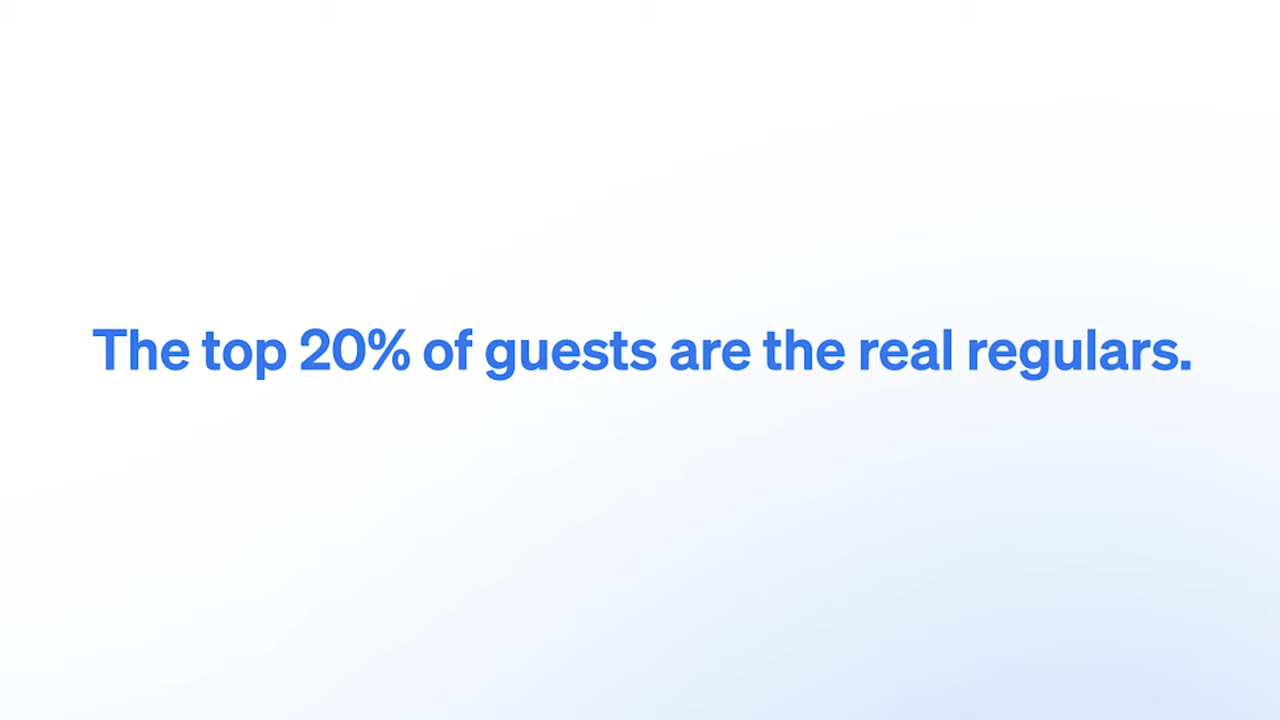 The top 20% of guests are the real regulars.